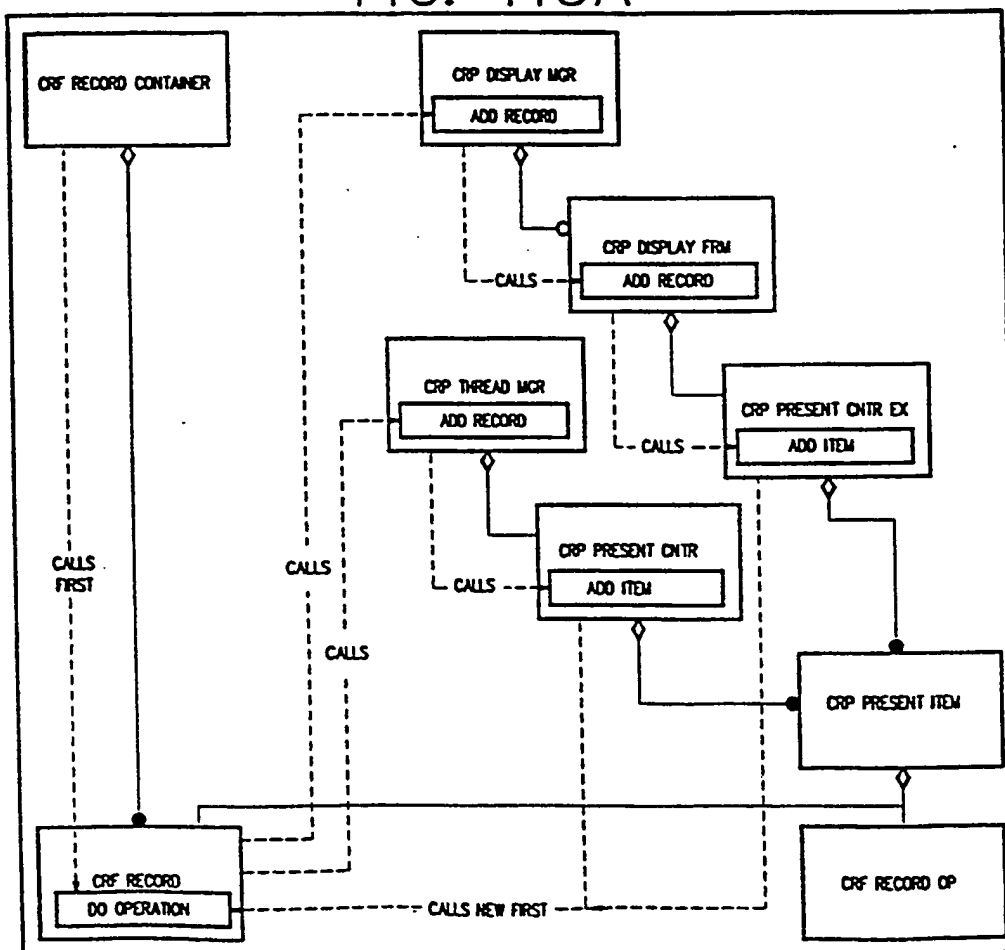 FIG. 118A
CRF RECORD CONTAINER
CRP DISPLAY MGR
ADD RECORD
CRP DISPLAY FRM
CALLS
ADD RECORD
CRP THREAD MGR
ADD RECORD
CRP PRESENT CNTR EX
CALLS
ADD ITEM
CRP PRESENT CNTR
CALLS
ADD ITEM
CALLS
FIRST
CALLS
CALLS
CRP PRESENT ITEM
CRF RECORD
DO OPERATION
CALLS NEW FIRST
CRF RECORD OP